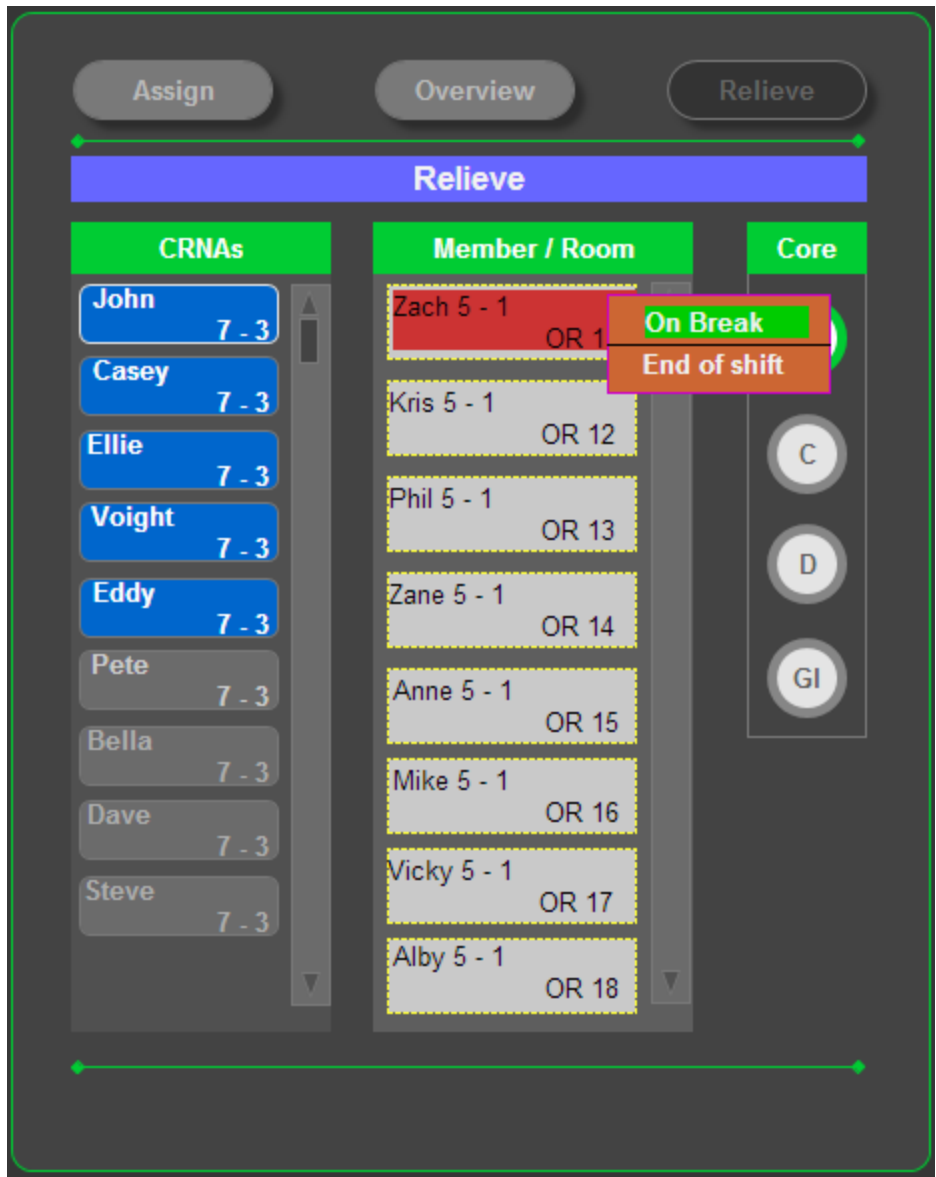 Assign
Overview
Relieve
Relieve
CRNAs
Member / Room
Core
John
7 - 3
Casey
7 - 3
Ellie
7 - 3
Voight
7 - 3
Eddy
7 - 3
Pete
7 - 3
Bella
7 - 3
Dave
7 - 3
Steve
7 - 3
Zach 5 - 1
OR 1
Kris 5 - 1
OR 12
Phil 5 - 1
OR 13
Zane 5 - 1
OR 14
Anne 5 - 1
OR 15
Mike 5 - 1
OR 16
Vicky 5 - 1
OR 17
Alby 5 - 1
OR 18
On Break
End of shift
C
D
GI